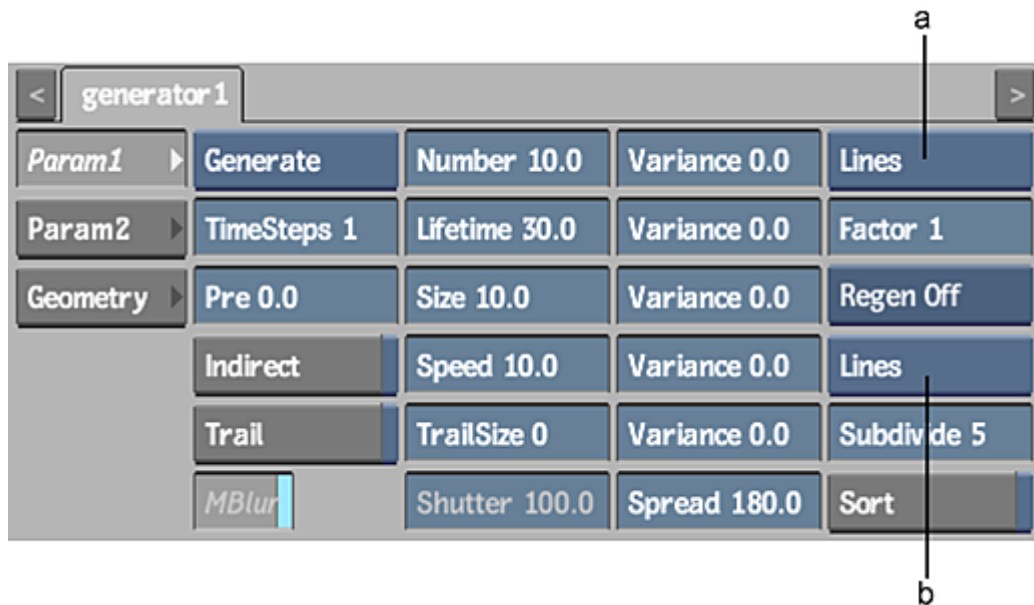 a
< generator1 >
Param1 Generate Number 10.0 Variance 0.0 Lines
Param2 TimeSteps 1 Lifetime 30.0 Variance 0.0 Factor 1
Geometry Pre 0.0 Size 10.0 Variance 0.0 Regen Off
Indirect Speed 10.0 Variance 0.0 Lines
Trail TrailSize 0 Variance 0.0 Subdivide 5
MBlur Shutter 100.0 Spread 180.0 Sort
b